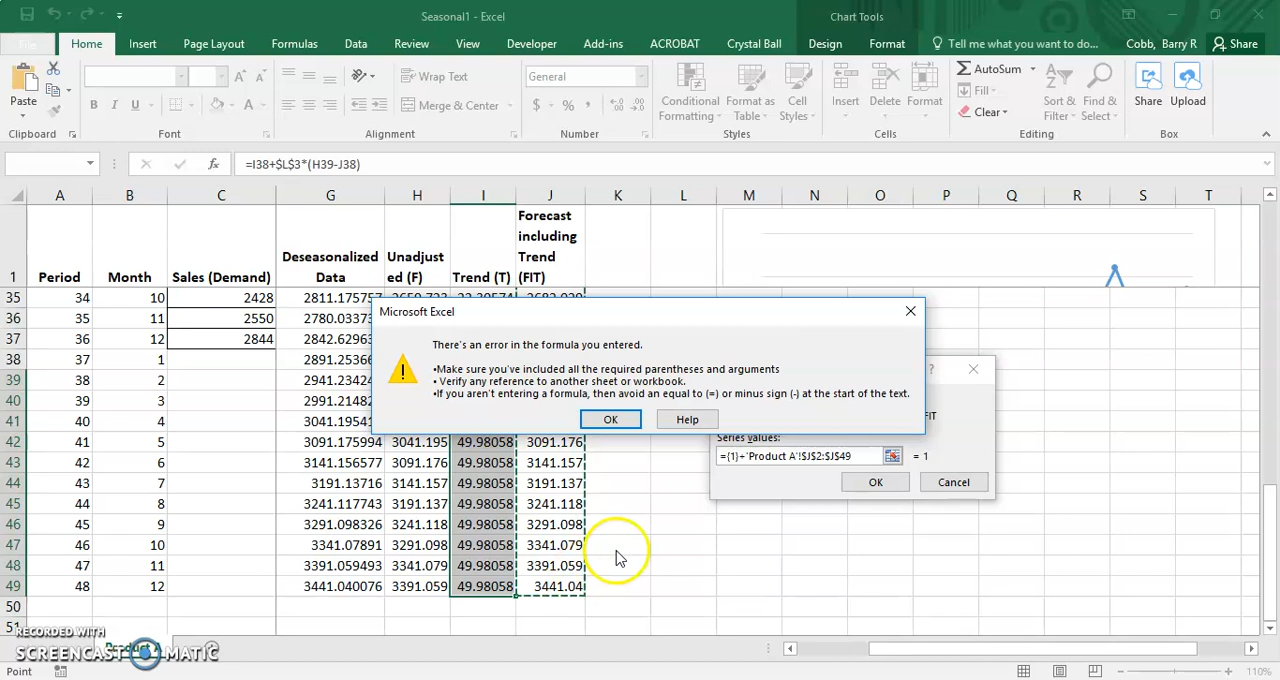 Seasonal1 - Excel
Chart Tools
File
Home
Insert
Page Layout
Formulas
Data
Review
View
Developer
Add-ins
ACROBAT
Crystal Ball
Design
Format
Tell me what you want to do...
Cobb, Barry R
Share
Paste
B I U
Wrap Text
Merge & Center
General
$ % ,
Conditional Formatting
Format as Table
Cell Styles
Insert
Delete
Format
AutoSum
Fill
Clear
Sort & Filter
Find & Select
Share
Upload
Clipboard
Font
Alignment
Number
Styles
Cells
Editing
Box
fx
=I38+$L$3*(H39-J38)
A B C G H I J K L M N O P Q R S T
1 Period Month Sales (Demand) Deseasonalized Data Unadjusted (F) Trend (T) Forecast including Trend (FIT)
35 34 10 2428 2811.175757
36 35 11 2550 2780.03373
37 36 12 2844 2842.62963
38 37 1 2891.25366
39 38 2 2941.23424
40 39 3 2991.21482
41 40 4 3041.19541
42 41 5 3091.175994 3041.195 49.98058 3091.176
43 42 6 3141.156577 3091.176 49.98058 3141.157
44 43 7 3191.13716 3141.157 49.98058 3191.137
45 44 8 3241.117743 3191.137 49.98058 3241.118
46 45 9 3291.098326 3241.118 49.98058 3291.098
47 46 10 3341.07891 3291.098 49.98058 3341.079
48 47 11 3391.059493 3341.079 49.98058 3391.059
49 48 12 3441.040076 3391.059 49.98058 3441.04
50
51
Microsoft Excel
There's an error in the formula you entered.
•Make sure you've included all the required parentheses and arguments
• Verify any reference to another sheet or workbook.
•If you aren't entering a formula, then avoid an equal to (=) or minus sign (-) at the start of the text.
OK
Help
?
FIT
Series values:
={1}+'Product A'!$J$2:$J$49
= 1
OK
Cancel
RECORDED WITH
SCREENCAST-O-MATIC
Point
110%